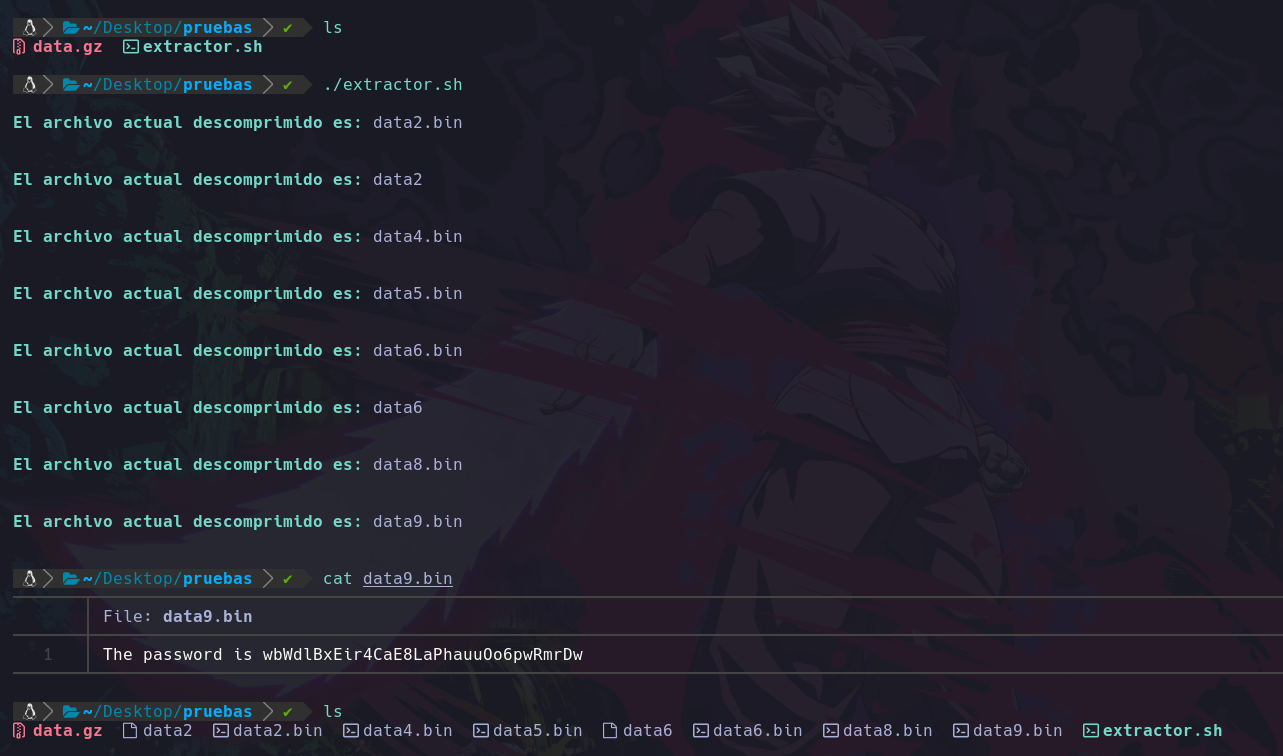 ~/Desktop/pruebas ✔ ls
data.gz extractor.sh
~/Desktop/pruebas ✔ ./extractor.sh
El archivo actual descomprimido es: data2.bin
El archivo actual descomprimido es: data2
El archivo actual descomprimido es: data4.bin
El archivo actual descomprimido es: data5.bin
El archivo actual descomprimido es: data6.bin
El archivo actual descomprimido es: data6
El archivo actual descomprimido es: data8.bin
El archivo actual descomprimido es: data9.bin
~/Desktop/pruebas ✔ cat data9.bin
File: data9.bin
1 The password is wbWdlBxEir4CaE8LaPhauuOo6pwRmrDw
~/Desktop/pruebas ✔ ls
data.gz data2 data2.bin data4.bin data5.bin data6 data6.bin data8.bin data9.bin extractor.sh